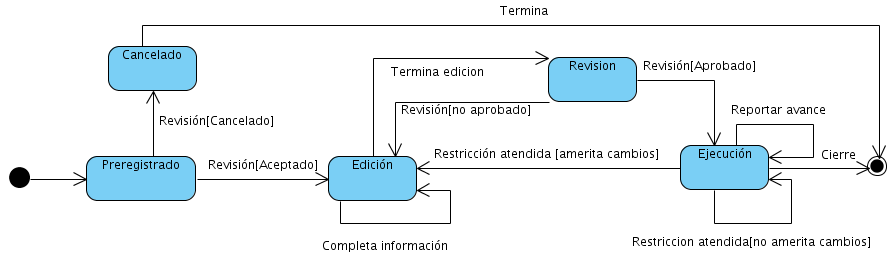 Termina
Cancelado
Termina edicion
Revision
Revisión[Aprobado]
Revisión[no aprobado]
Reportar avance
Revisión[Cancelado]
Restricción atendida [amerita cambios]
Ejecución
Cierre
Preregistrado
Revisión[Aceptado]
Edición
Completa información
Restriccion atendida[no amerita cambios]